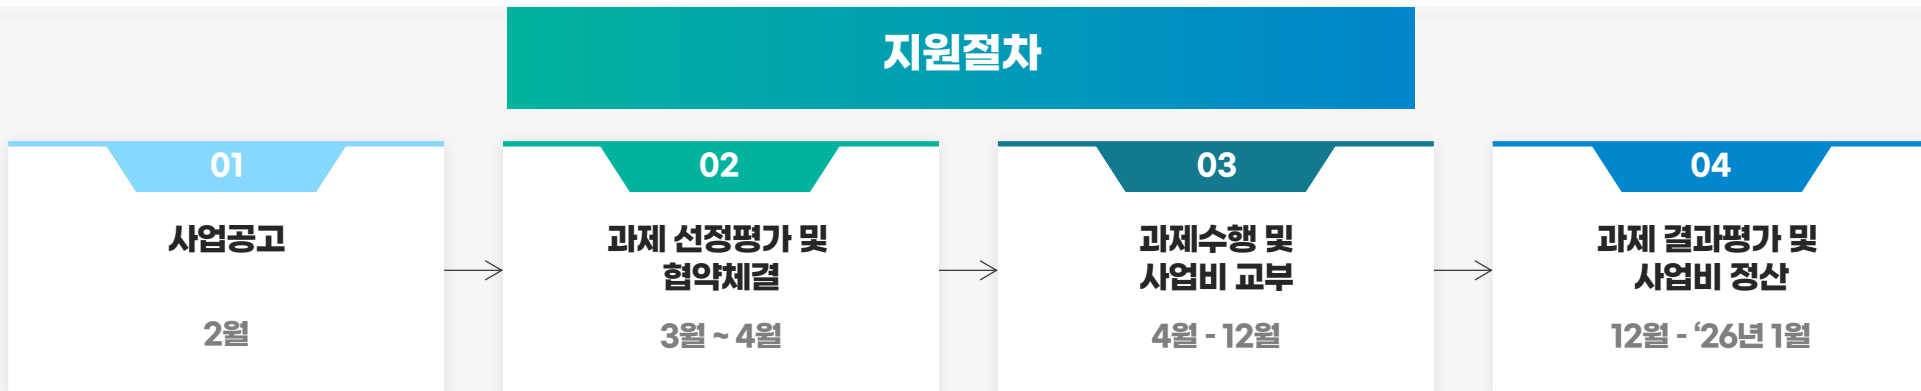 지원절차
01
사업공고
2월
02
과제 선정평가 및
협약체결
3월 ~ 4월
03
과제수행 및
사업비 교부
4월 - 12월
04
과제 결과평가 및
사업비 정산
12월 - ‘26년 1월